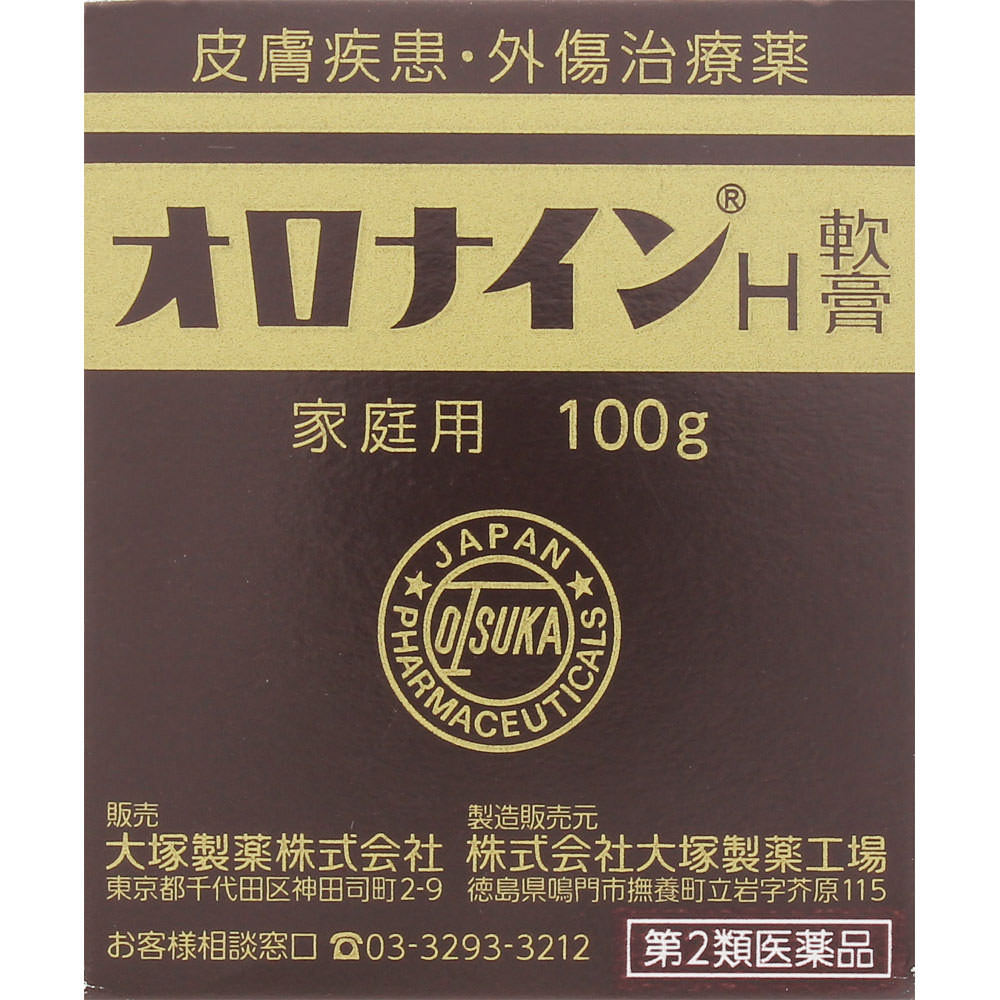 皮膚疾患・外傷治療薬
オロナイン®H軟膏
家庭用 100g
JAPAN
OTSUKA
PHARMACEUTICALS
販売
大塚製薬株式会社
東京都千代田区神田司町2-9
製造販売元
株式会社大塚製薬工場
徳島県鳴門市撫養町立岩字芥原115
お客様相談窓口 ☎03-3293-3212
第2類医薬品